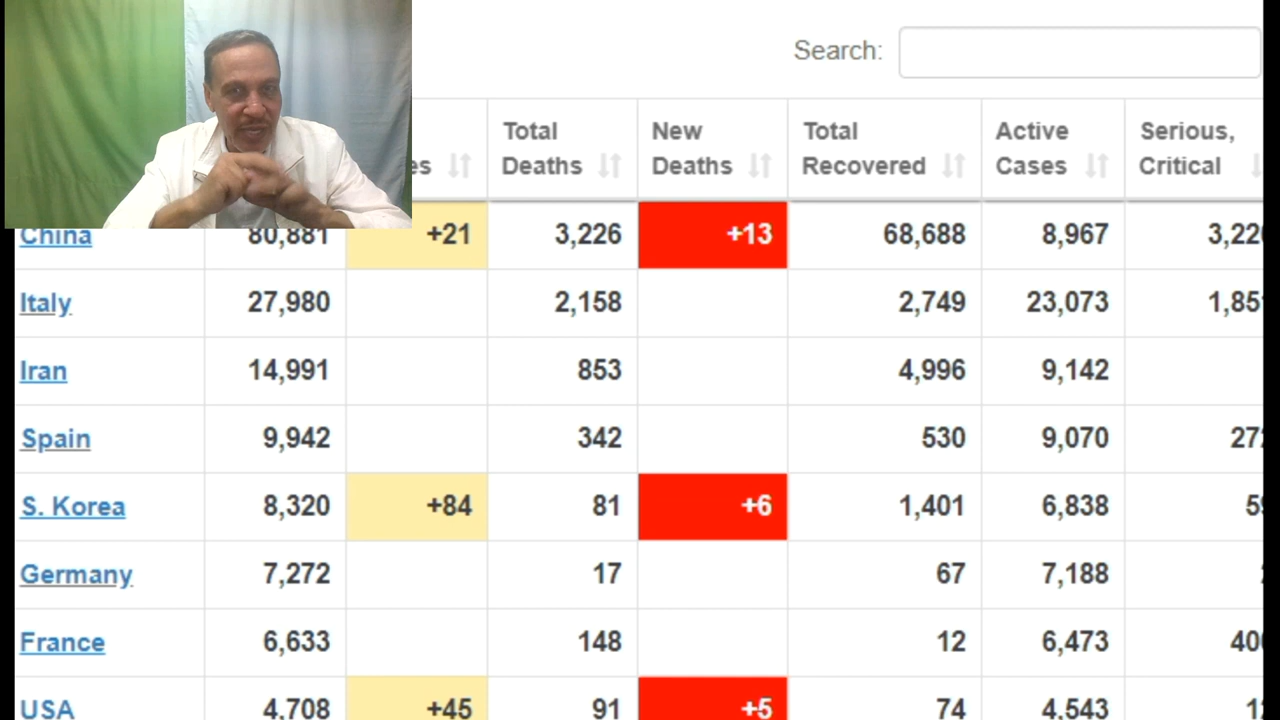 Search:
Total Deaths New Deaths Total Recovered Active Cases Serious, Critical
China 80,881 +21 3,226 +13 68,688 8,967
Italy 27,980 2,158 2,749 23,073
Iran 14,991 853 4,996 9,142
Spain 9,942 342 530 9,070
S. Korea 8,320 +84 81 +6 1,401 6,838
Germany 7,272 17 67 7,188
France 6,633 148 12 6,473
USA 4,708 +45 91 +5 74 4,543